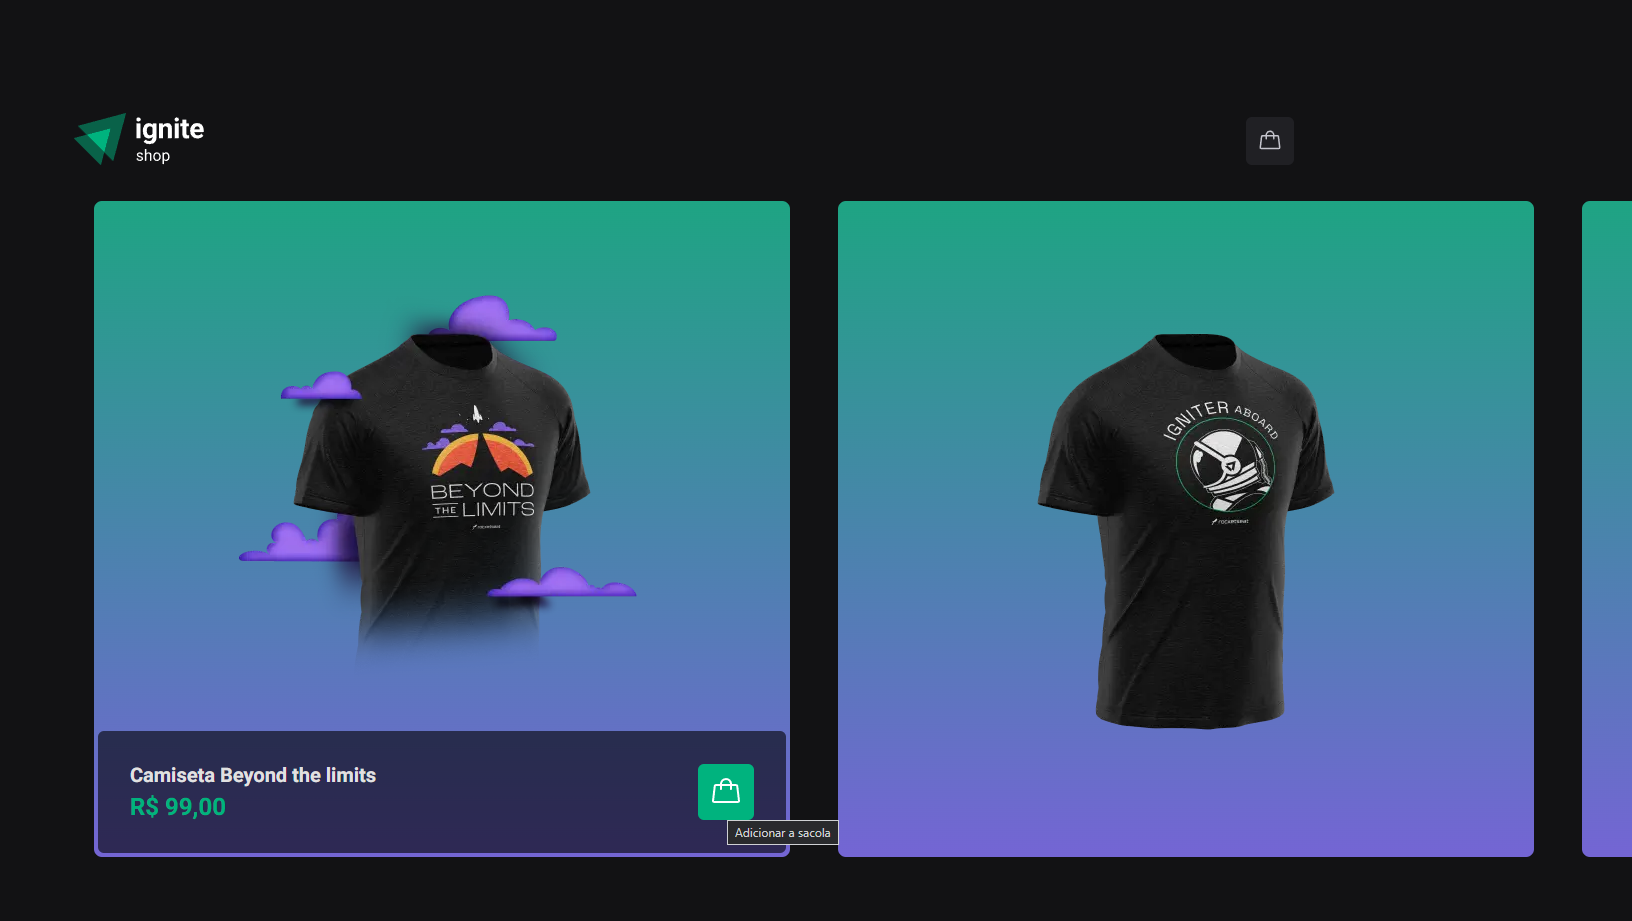 ignite
shop
BEYOND
THE LIMITS
IGNITER ABOARD
Camiseta Beyond the limits
R$ 99,00
Adicionar a sacola